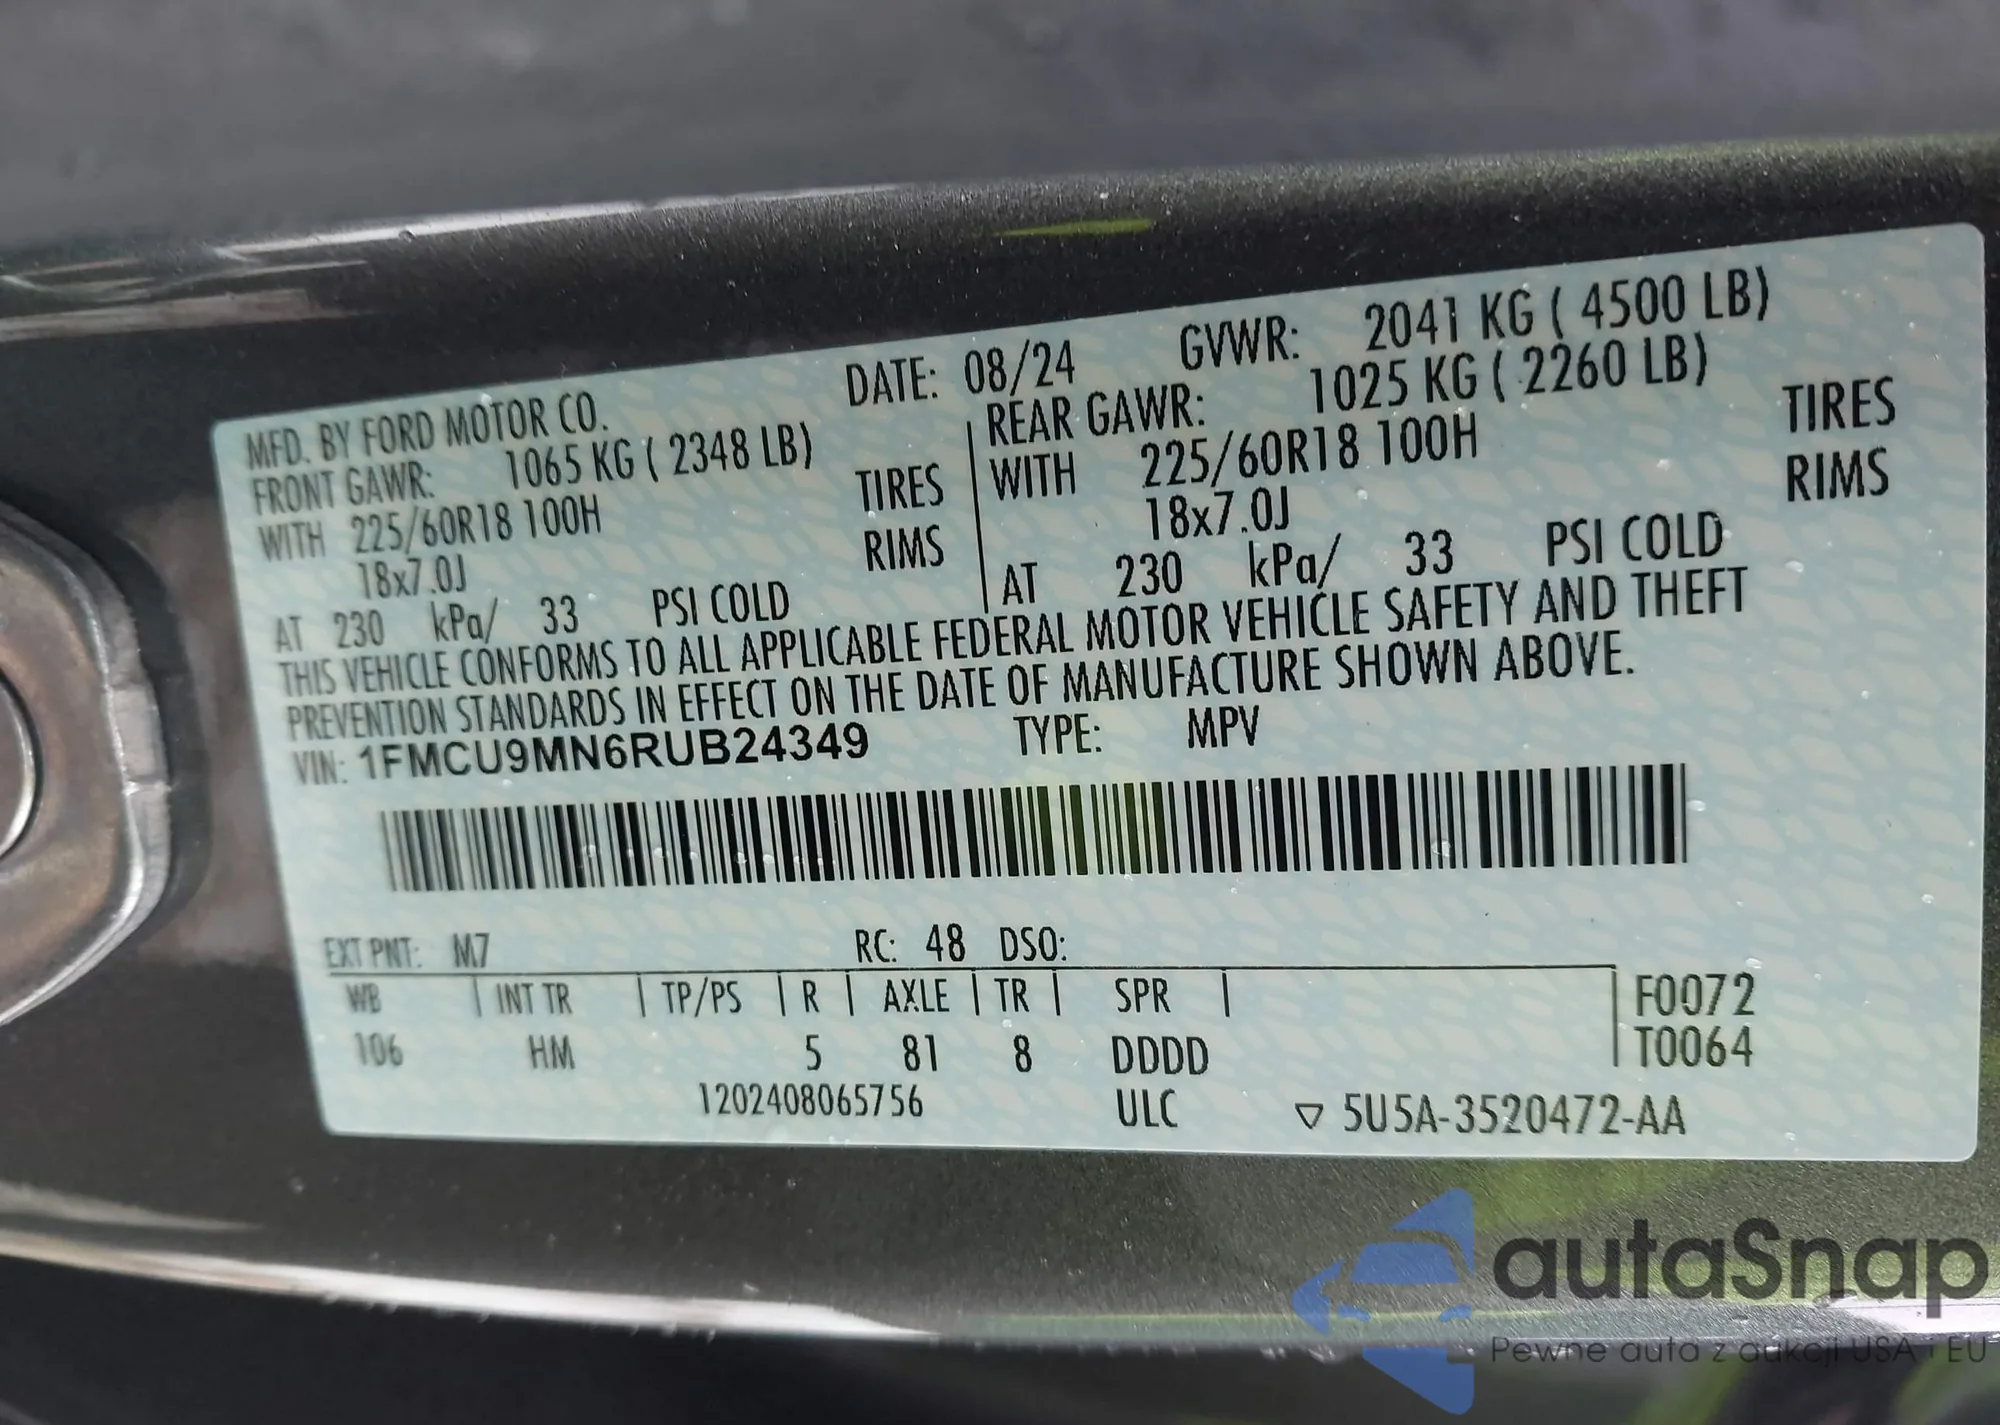 MFD. BY FORD MOTOR CO. DATE: 08/24 GVWR: 2041 KG ( 4500 LB)
FRONT GAWR: 1065 KG ( 2348 LB) REAR GAWR: 1025 KG ( 2260 LB)
WITH 225/60R18 100H TIRES WITH 225/60R18 100H TIRES
18x7.0J RIMS 18x7.0J RIMS
AT 230 kPa/ 33 PSI COLD AT 230 kPa/ 33 PSI COLD
THIS VEHICLE CONFORMS TO ALL APPLICABLE FEDERAL MOTOR VEHICLE SAFETY AND THEFT
PREVENTION STANDARDS IN EFFECT ON THE DATE OF MANUFACTURE SHOWN ABOVE.
VIN: 1FMCU9MN6RUB24349 TYPE: MPV
EXT PNT: M7 RC: 48 DSO:
WB INT TR TP/PS R AXLE TR SPR F0072
106 HM 5 81 8 DDDD T0064
1202408065756 ULC ▽ 5U5A-3520472-AA
autaSnap
Pewne auta z aukcji USA i EU